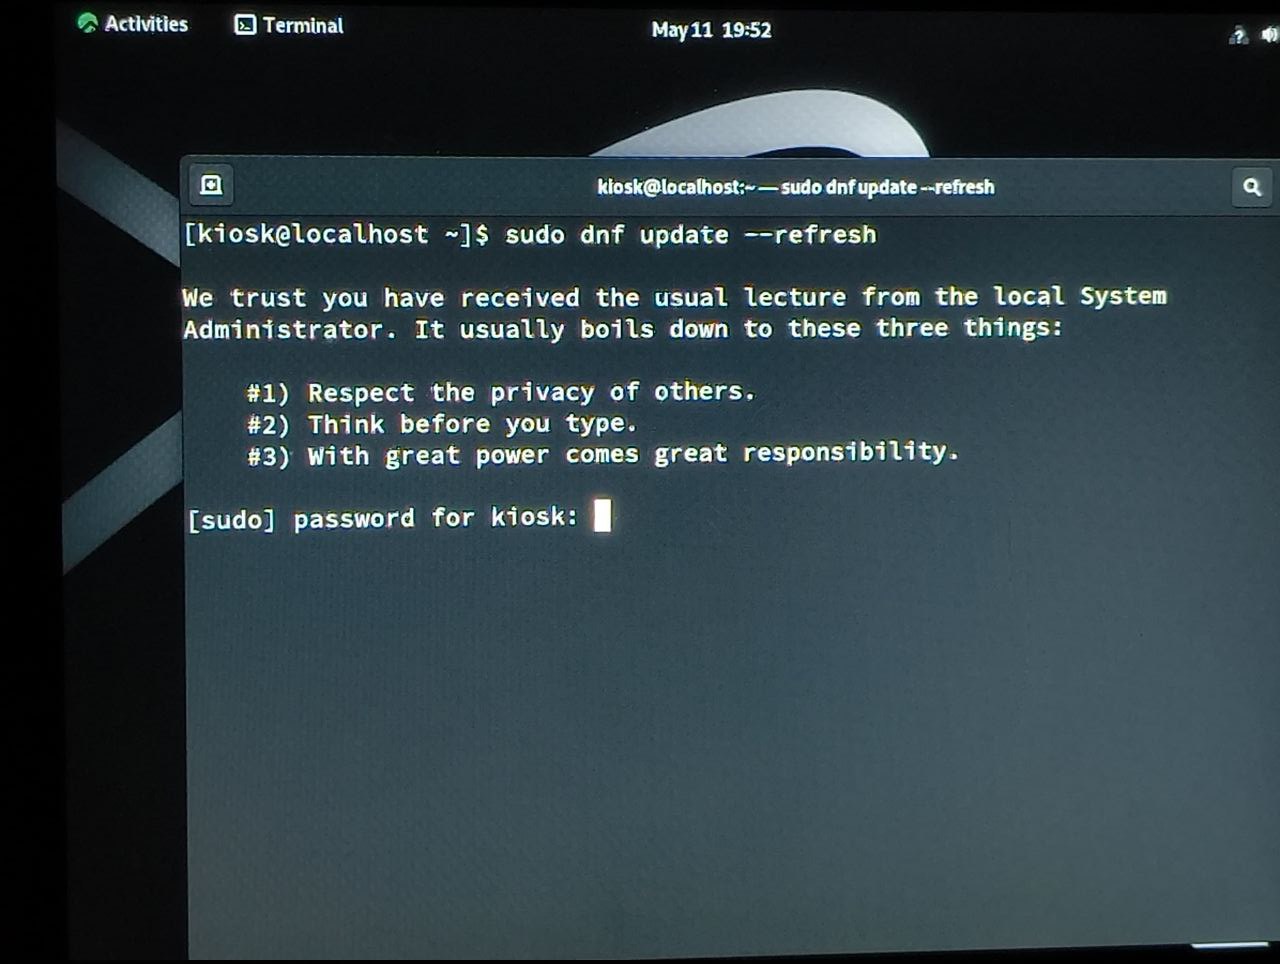 Activities
Terminal
May 11 19:52
?
kiosk@localhost:~ — sudo dnf update --refresh
[kiosk@localhost ~]$ sudo dnf update --refresh
We trust you have received the usual lecture from the local System
Administrator. It usually boils down to these three things:
#1) Respect the privacy of others.
#2) Think before you type.
#3) With great power comes great responsibility.
[sudo] password for kiosk: